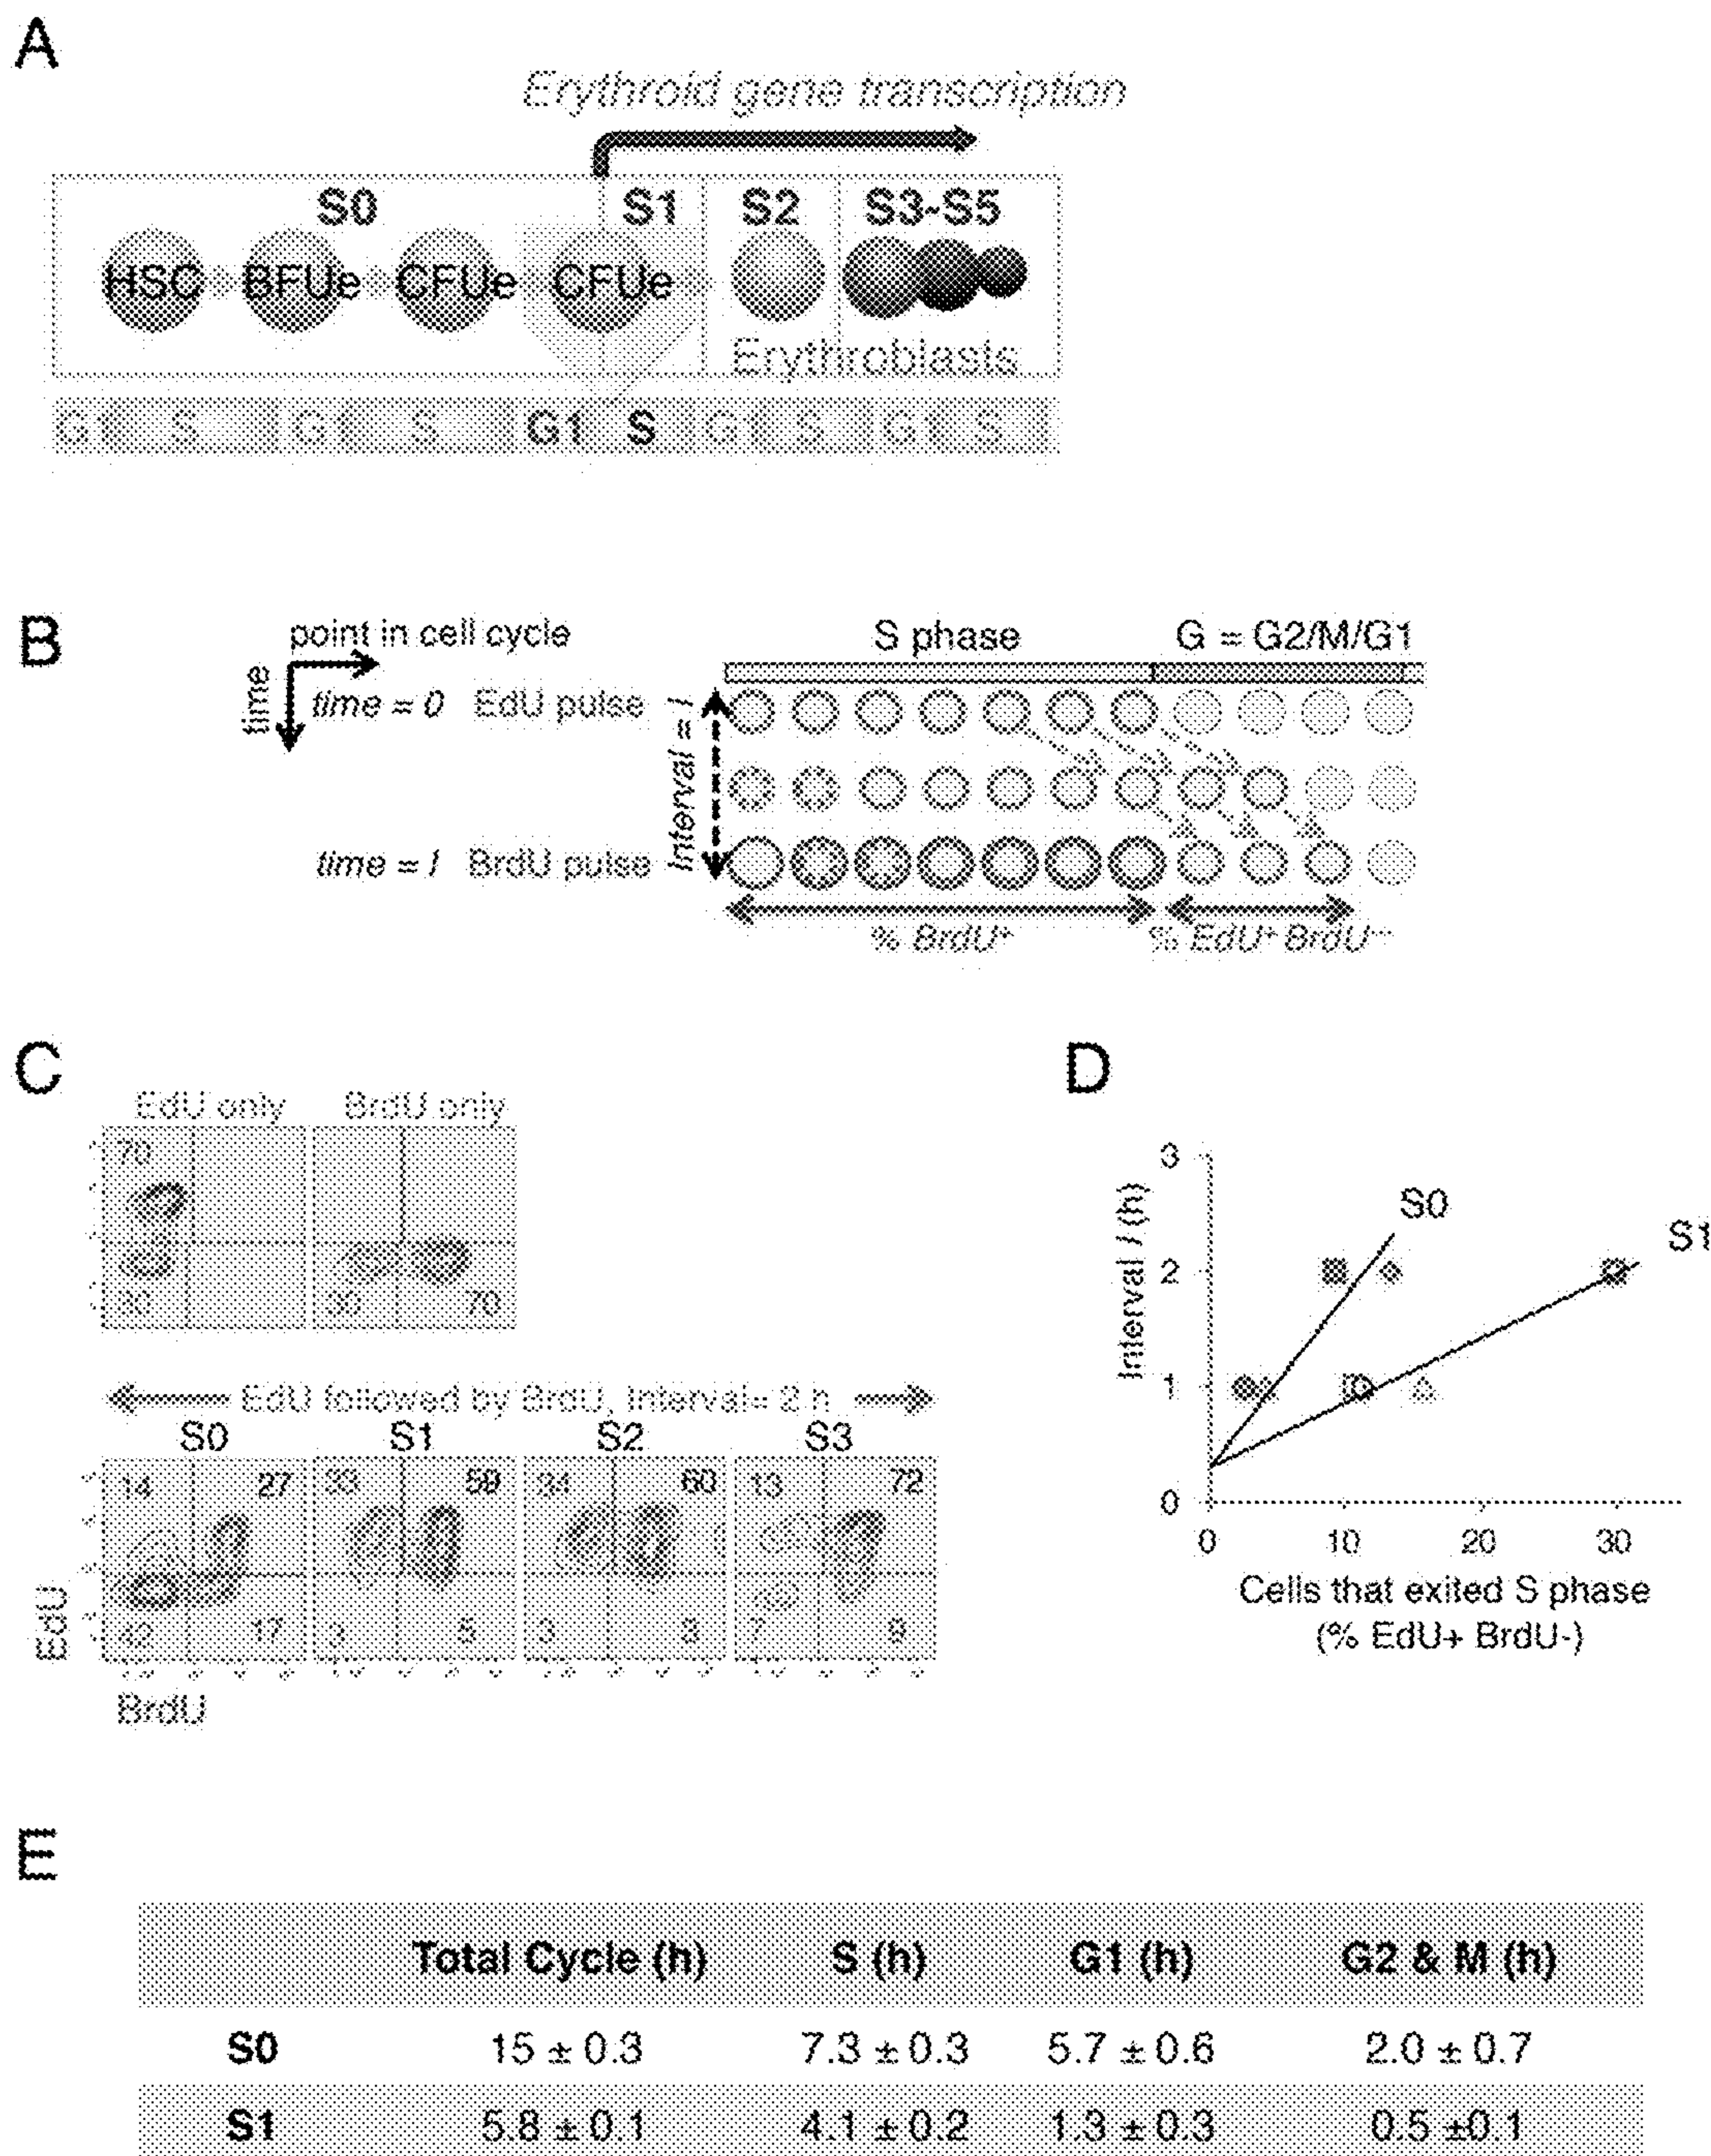 A
Erythroid gene transcription
S0 S1 S2 S3-S5
HSC BFUe CFUe CFUe
Erythroblasts
G1 S G1 S G1 S G1 S G1 S
B
point in cell cycle
time
S phase G = G2/M/G1
time = 0 EdU pulse
Interval = I
time = I BrdU pulse
% BrdU+ % EdU+ BrdU-
C
EdU only BrdU only
70
30 30 70
EdU followed by BrdU, Interval= 2 h
S0 S1 S2 S3
14 27 33 59 34 60 13 72
42 17 3 5 3 3 7 9
EdU
BrdU
D
S0
S1
Interval I (h)
3
2
1
0
0 10 20 30
Cells that exited S phase
(% EdU+ BrdU-)
E
Total Cycle (h) S (h) G1 (h) G2 & M (h)
S0 15 ± 0.3 7.3 ± 0.3 5.7 ± 0.6 2.0 ± 0.7
S1 5.8 ± 0.1 4.1 ± 0.2 1.3 ± 0.3 0.5 ±0.1